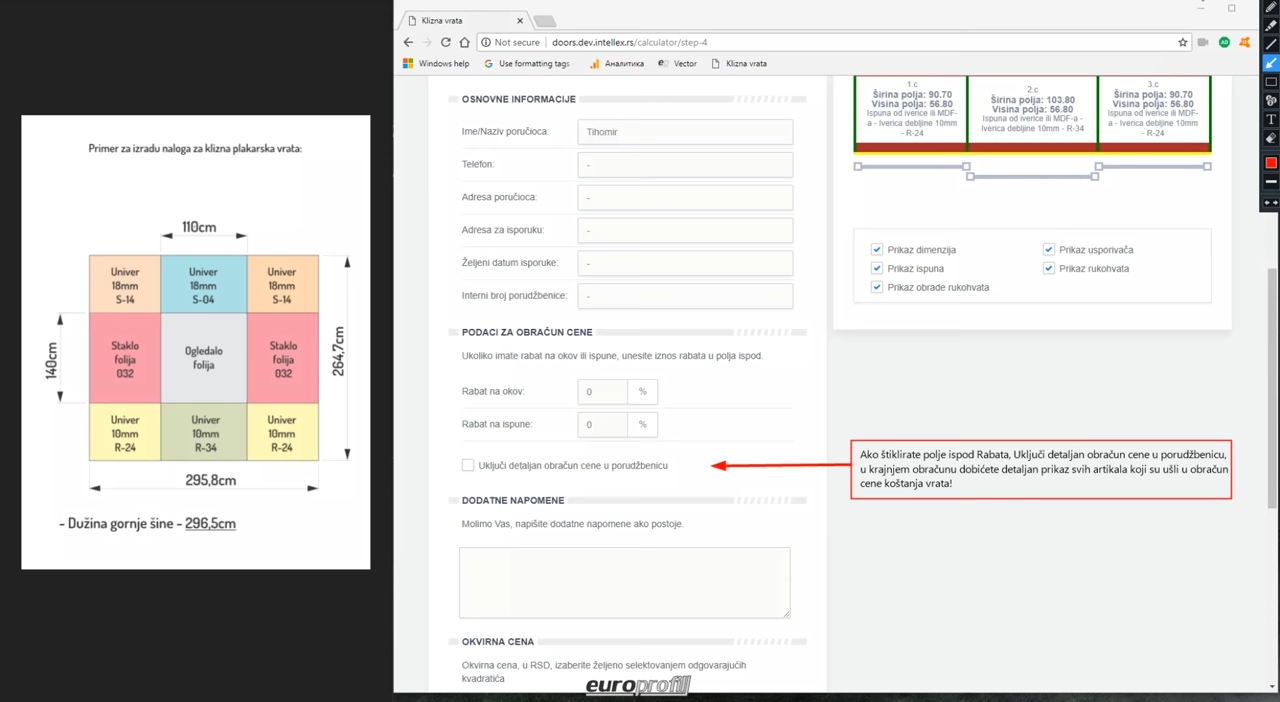 Primer za izradu naloga za klizna plakarska vrata:
110cm
Univer
18mm
S-14
Univer
18mm
S-04
Univer
18mm
S-14
140cm
Staklo
folija
032
Ogledalo
folija
Staklo
folija
032
264,7cm
Univer
10mm
R-24
Univer
10mm
R-34
Univer
10mm
R-24
295,8cm
- Dužina gornje šine - 296,5cm
Klizna vrata
Not secure
doors.dev.intellex.rs/calculator/step-4
Windows help
Use formatting tags
Аналитика
Vector
Klizna vrata
OSNOVNE INFORMACIJE
Ime/Naziv poručioca:
Tihomir
Telefon:
-
Adresa poručioca:
-
Adresa za isporuku:
-
Željeni datum isporuke:
-
Interni broj porudžbenice:
-
PODACI ZA OBRAČUN CENE
Ukoliko imate rabat na okov ili ispune, unesite iznos rabata u polja ispod.
Rabat na okov:
0
%
Rabat na ispune:
0
%
Uključi detaljan obračun cene u porudžbenicu
DODATNE NAPOMENE
Molimo Vas, napišite dodatne napomene ako postoje.
OKVIRNA CENA
Okvirna cena, u RSD, izaberite željeno selektovanjem odgovarajućih
kvadratića
europrofill
1.c
Širina polja: 90.70
Visina polja: 56.80
Ispuna od iverice ili MDF-
a - Iverica debljine 10mm
- R-24
2.c
Širina polja: 103.80
Visina polja: 56.80
Ispuna od iverice ili MDF-a -
Iverica debljine 10mm - R-34
3.c
Širina polja: 90.70
Visina polja: 56.80
Ispuna od iverice ili MDF-
a - Iverica debljine 10mm
- R-24
Prikaz dimenzija
Prikaz usporivača
Prikaz ispuna
Prikaz rukohvata
Prikaz obrade rukohvata
Ako štiklirate polje ispod Rabata, Uključi detaljan obračun cene u porudžbenicu,
u krajnjem obračunu dobićete detaljan prikaz svih artikala koji su ušli u obračun
cene koštanja vrata!